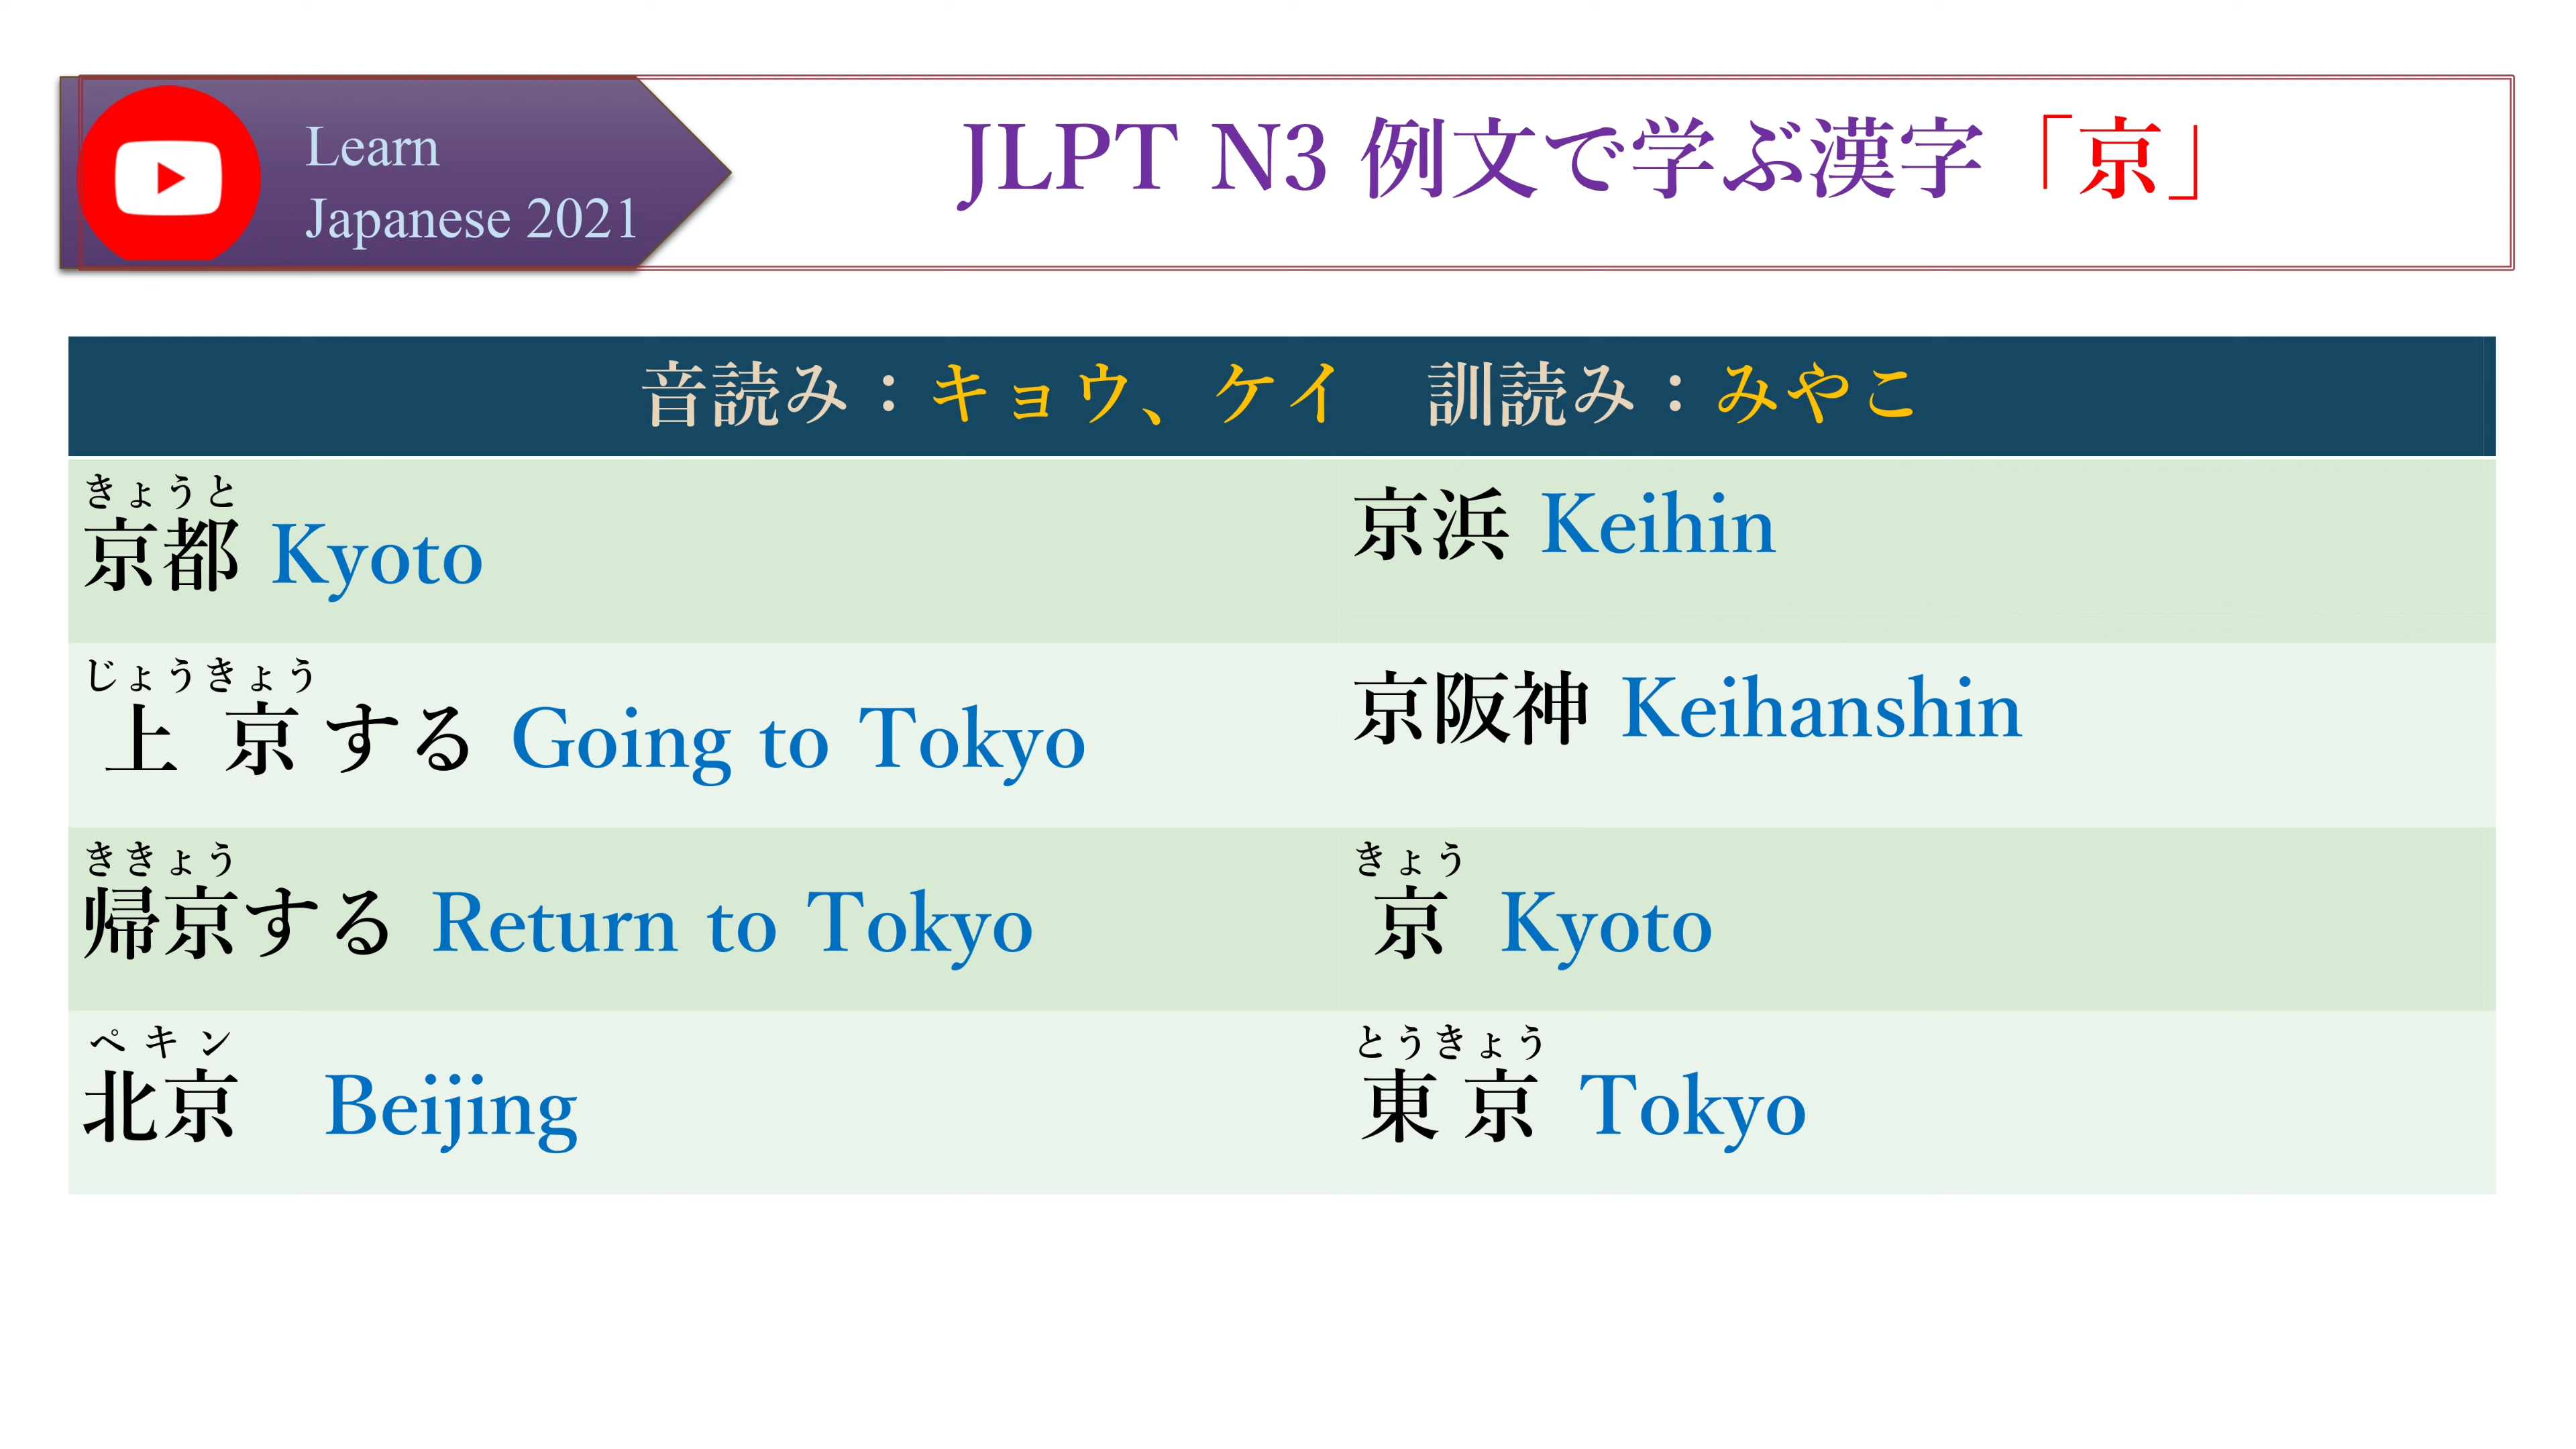 Learn
Japanese 2021
JLPT N3 例文で学ぶ漢字「京」
音読み：キョウ、ケイ　訓読み：みやこ
きょうと
京都 Kyoto
京浜 Keihin
じょうきょう
上京する Going to Tokyo
京阪神 Keihanshin
ききょう
帰京する Return to Tokyo
きょう
京 Kyoto
ペキン
北京 Beijing
とうきょう
東京 Tokyo